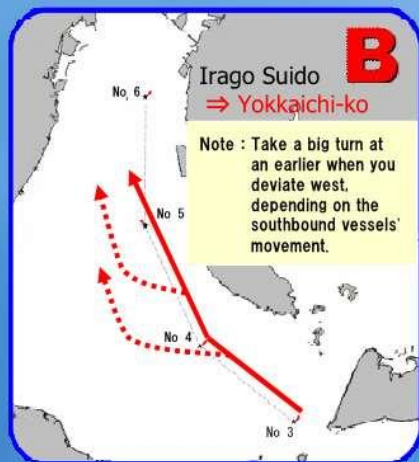 B
Irago Suido
⇒ Yokkaichi-ko
Note : Take a big turn at
an earlier when you
deviate west,
depending on the
southbound vessels'
movement.
No, 6
No 5
No 4
No 3